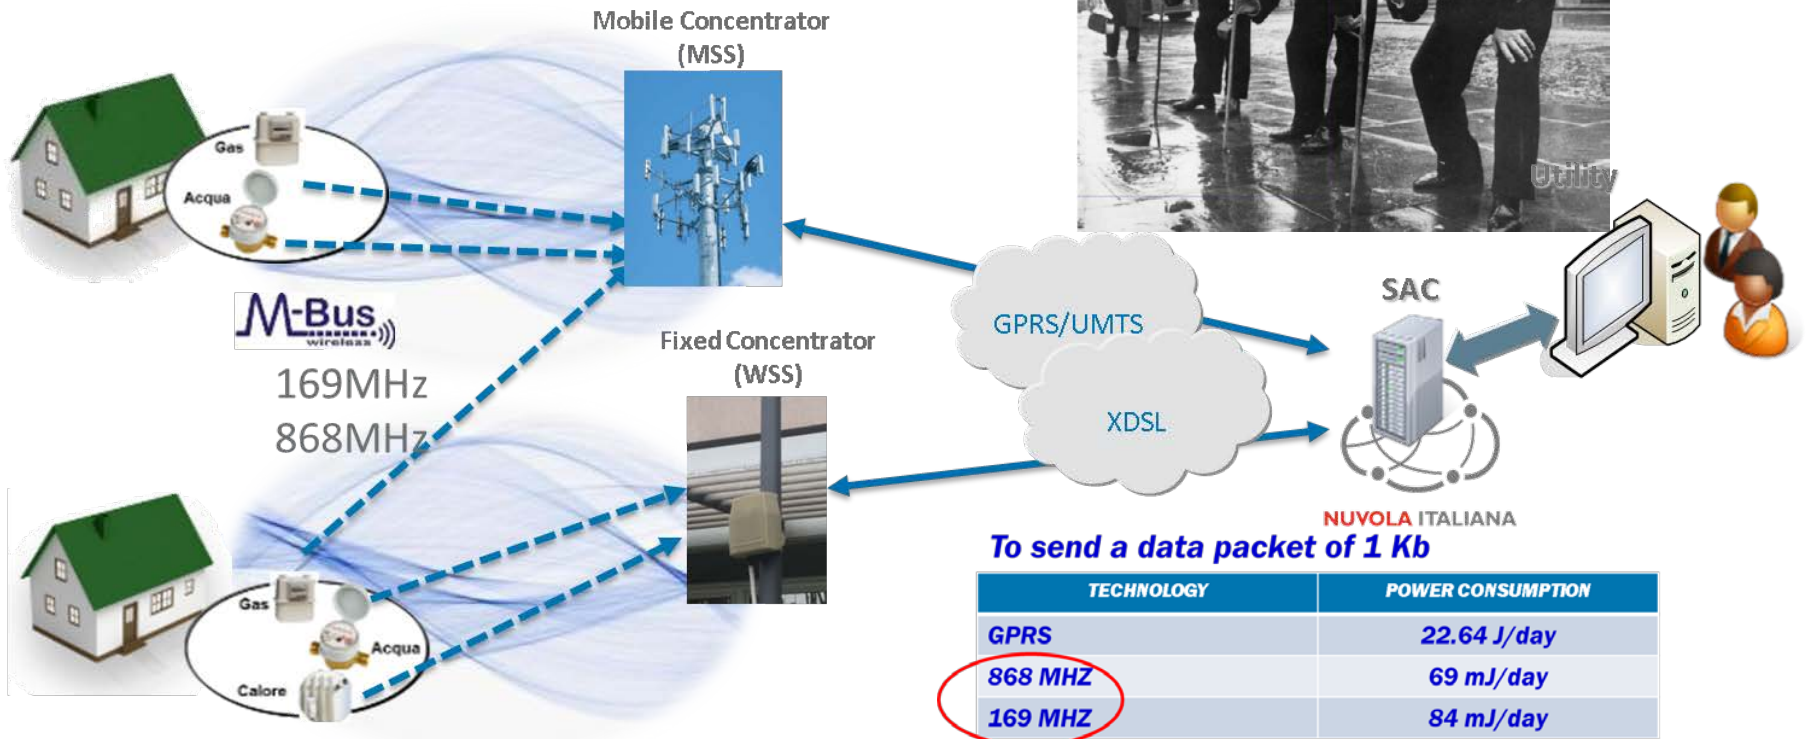 Mobile Concentrator
(MSS)
Gas
Acqua
M-Bus
wireless
169MHz
868MHz
Fixed Concentrator
(WSS)
Gas
Acqua
Calore
GPRS/UMTS
XDSL
Utility
SAC
NUVOLA ITALIANA
To send a data packet of 1 Kb
TECHNOLOGY POWER CONSUMPTION
GPRS 22.64 J/day
868 MHZ 69 mJ/day
169 MHZ 84 mJ/day